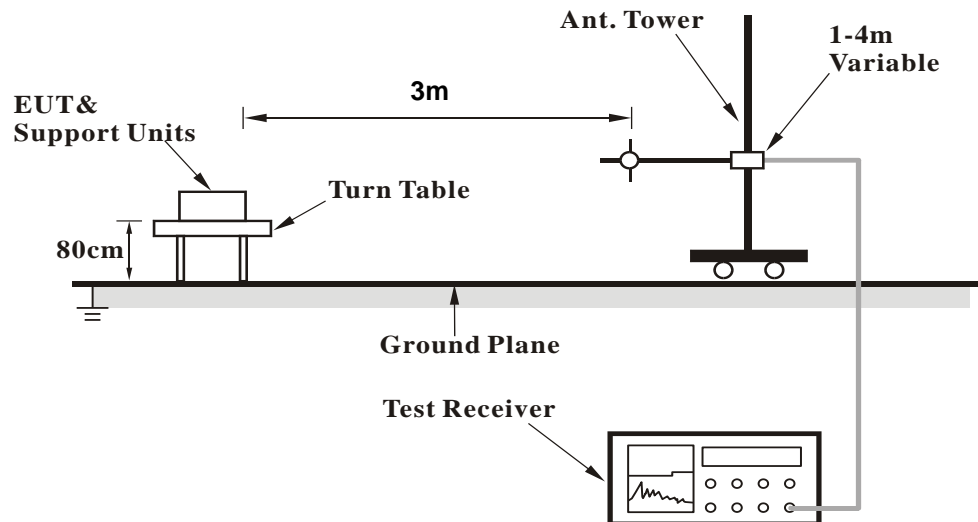 Ant. Tower
1-4m
Variable
3m
EUT&
Support Units
Turn Table
80cm
Ground Plane
Test Receiver